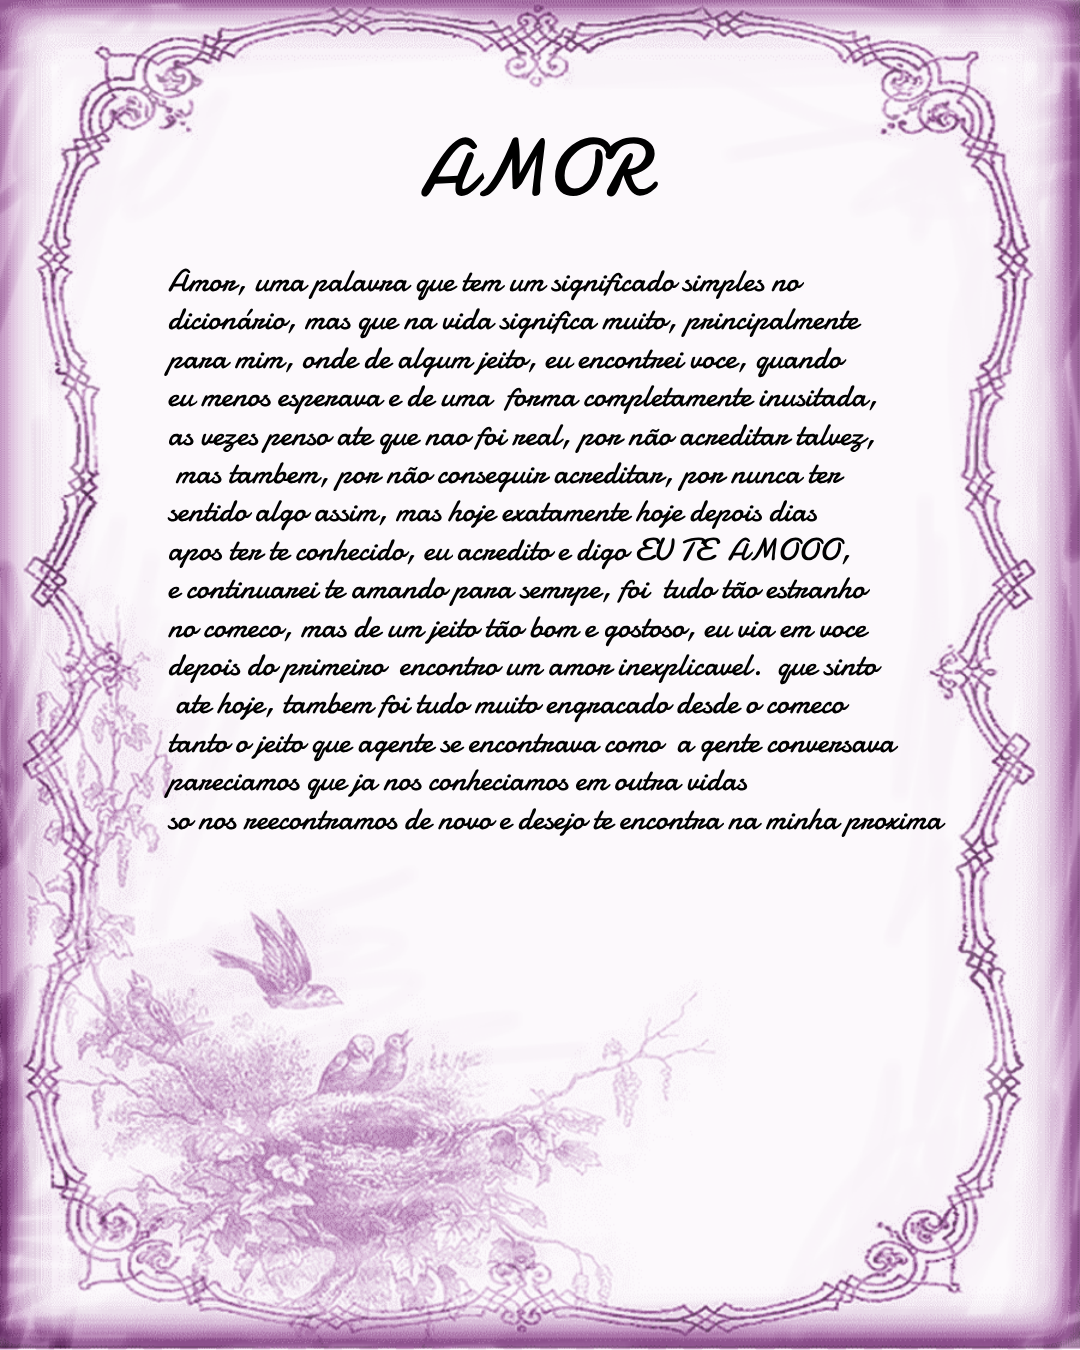 AMOR
Amor, uma palavra que tem um significado simples no
dicionário, mas que na vida significa muito, principalmente
para mim, onde de algum jeito, eu encontrei voce, quando
eu menos esperava e de uma forma completamente inusitada,
as vezes penso ate que nao foi real, por não acreditar talvez,
mas tambem, por não conseguir acreditar, por nunca ter
sentido algo assim, mas hoje exatamente hoje depois dias
apos ter te conhecido, eu acredito e digo EU TE AMOOO,
e continuarei te amando para semrpe, foi tudo tão estranho
no comeco, mas de um jeito tão bom e gostoso, eu via em voce
depois do primeiro encontro um amor inexplicavel. que sinto
ate hoje, tambem foi tudo muito engracado desde o comeco
tanto o jeito que agente se encontrava como a gente conversava
pareciamos que ja nos conheciamos em outra vidas
so nos reecontramos de novo e desejo te encontra na minha proxima